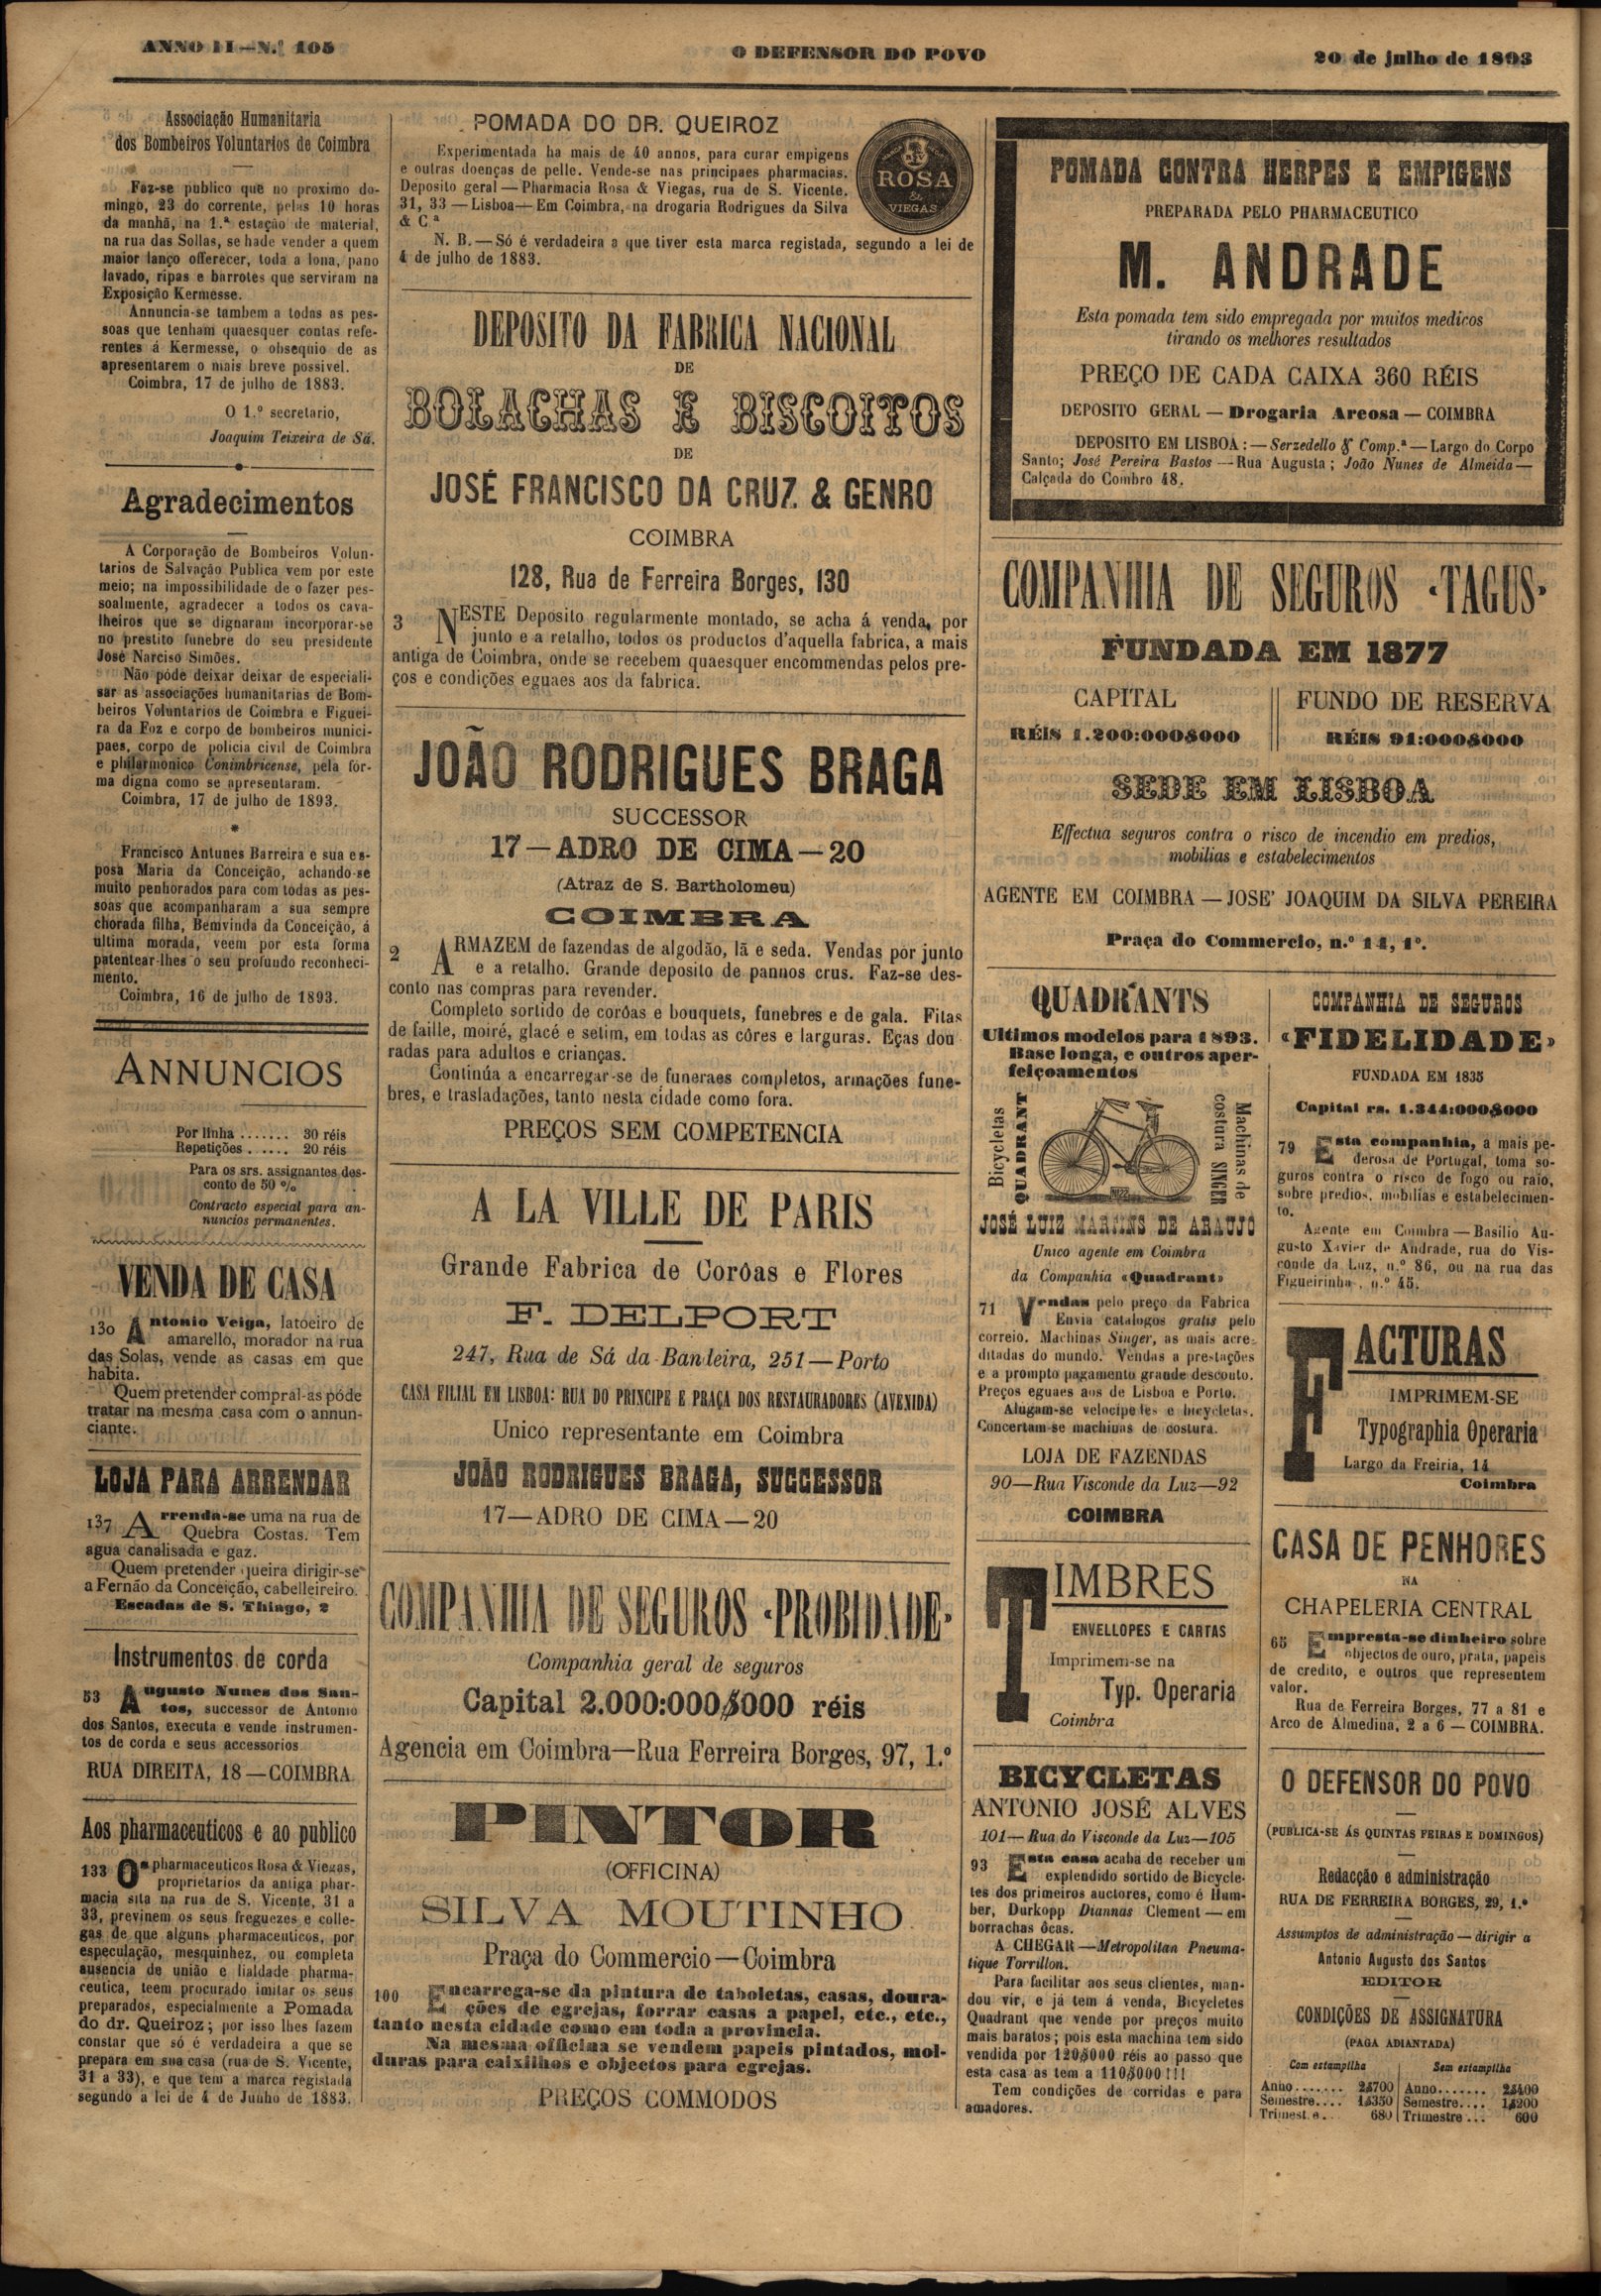 ANNO II—N.º 105
O DEFENSOR DO POVO
20 de julho de 1893
Associação Humanitaria
dos Bombeiros Voluntarios de Coimbra
Faz-se publico que no proximo do-
mingo, 23 do corrente, pelas 10 horas
da manhã, na 1.ª estação de material,
na rua das Sollas, se hade vender a quem
maior lanço offerecer, toda a lona, pano
lavado, ripas e barrotes que serviram na
Exposição Kermesse.
Annuncia-se tambem a todas as pes-
soas que tenham quaesquer contas refe-
rentes á Kermesse, o obsequio de as
apresentarem o mais breve possivel.
Coimbra, 17 de julho de 1883.
O 1.º secretario,
Joaquim Teixeira de Sá.
Agradecimentos
A Corporação de Bombeiros Volun-
tarios de Salvação Publica vem por este
meio; na impossibilidade de o fazer pes-
soalmente, agradecer a todos os cava-
lheiros que se dignaram incorporar-se
no prestito funebre do seu presidente
José Narciso Simões.
Não póde deixar deixar de especiali-
sar as associações humanitarias de Bom-
beiros Voluntarios de Coimbra e Figuei-
ra da Foz e corpo de bombeiros munici-
paes, corpo de policia civil de Coimbra
e philarmonico Conimbricense, pela fór-
ma digna como se apresentaram.
Coimbra, 17 de julho de 1893.
*
Francisco Antunes Barreira e sua es-
posa Maria da Conceição, achando-se
muito penhorados para com todas as pes-
soas que acompanharam a sua sempre
chorada filha, Bemvinda da Conceição, á
ultima morada, veem por esta forma
patentear-lhes o seu profundo reconheci-
mento.
Coimbra, 16 de julho de 1893.
ANNUNCIOS
Por linha ....... 30 réis
Repetições ...... 20 réis
Para os srs. assignantes des-
conto de 50 %
Contracto especial para an-
nuncios permanentes.
VENDA DE CASA
130 Antonio Veiga, latoeiro de
amarello, morador na rua
das Solas, vende as casas em que
habita.
Quem pretender compral-as póde
tratar na mesma casa com o annun-
ciante.
LOJA PARA ARRENDAR
137 Arrenda-se uma na rua de
Quebra Costas. Tem
agua canalisada e gaz.
Quem pretender queira dirigir-se
a Fernão da Conceição, cabelleireiro.
Escadas de S. Thiago, 2
Instrumentos de corda
53 Augusto Nunes dos San-
tos, successor de Antonio
dos Santos, executa e vende instrumen-
tos de corda e seus accessorios
RUA DIREITA, 18—COIMBRA
Aos pharmaceuticos e ao publico
133 Os pharmaceuticos Rosa & Viegas,
proprietarios da antiga phar-
macia sita na rua de S. Vicente, 31 a
33, previnem os seus freguezes e colle-
gas de que alguns pharmaceuticos, por
especulação, mesquinhez, ou completa
ausencia de união e lialdade pharma-
ceutica, teem procurado imitar os seus
preparados, especialmente a Pomada
do dr. Queiroz; por isso lhes fazem
constar que só é verdadeira a que se
prepara em sua casa (rua de S. Vicente,
31 a 33), e que tem a marca registada
segundo a lei de 4 de Junho de 1883.
POMADA DO DR. QUEIROZ
Experimentada ha mais de 40 annos, para curar empigens
e outras doenças de pelle. Vende-se nas principaes pharmacias.
Deposito geral—Pharmacia Rosa & Viegas, rua de S. Vicente,
31, 33—Lisboa—Em Coimbra, na drogaria Rodrigues da Silva
& C.ª
N. B.—Só é verdadeira a que tiver esta marca registada, segundo a lei de
4 de julho de 1883.
ROSA
&
VIEGAS
DEPOSITO DA FABRICA NACIONAL
DE
BOLACHAS E BISCOITOS
DE
JOSÉ FRANCISCO DA CRUZ & GENRO
COIMBRA
128, Rua de Ferreira Borges, 130
3 NESTE Deposito regularmente montado, se acha á venda, por
junto e a retalho, todos os productos d'aquella fabrica, a mais
antiga de Coimbra, onde se recebem quaesquer encommendas pelos pre-
ços e condições eguaes aos da fabrica.
JOÃO RODRIGUES BRAGA
SUCCESSOR
17—ADRO DE CIMA—20
(Atraz de S. Bartholomeu)
COIMBRA
2 ARMAZEM de fazendas de algodão, lã e seda. Vendas por junto
e a retalho. Grande deposito de pannos crus. Faz-se des-
conto nas compras para revender.
Completo sortido de corôas e bouquets, funebres e de gala. Fitas
de faille, moiré, glacé e setim, em todas as côres e larguras. Eças dou
radas para adultos e crianças.
Continúa a encarregar-se de funeraes completos, armações fune-
bres, e trasladações, tanto nesta cidade como fora.
PREÇOS SEM COMPETENCIA
A LA VILLE DE PARIS
Grande Fabrica de Corôas e Flores
F. DELPORT
247, Rua de Sá da Bandeira, 251—Porto
CASA FILIAL EM LISBOA: RUA DO PRINCIPE E PRAÇA DOS RESTAURADORES (AVENIDA)
Unico representante em Coimbra
JOÃO RODRIGUES BRAGA, SUCCESSOR
17—ADRO DE CIMA—20
COMPANHIA DE SEGUROS «PROBIDADE»
Companhia geral de seguros
Capital 2.000:000$000 réis
Agencia em Coimbra—Rua Ferreira Borges, 97, 1.º
PINTOR
(OFFICINA)
SILVA MOUTINHO
Praça do Commercio—Coimbra
100 Encarrega-se da pintura de taboletas, casas, doura-
ções de egrejas, forrar casas a papel, etc., etc.,
tanto nesta cidade como em toda a provincia.
Na mesma officina se vendem papeis pintados, mol-
duras para caixilhos e objectos para egrejas.
PREÇOS COMMODOS
POMADA CONTRA HERPES E EMPIGENS
PREPARADA PELO PHARMACEUTICO
M. ANDRADE
Esta pomada tem sido empregada por muitos medicos
tirando os melhores resultados
PREÇO DE CADA CAIXA 360 RÉIS
DEPOSITO GERAL—Drogaria Areosa—COIMBRA
DEPOSITO EM LISBOA:—Serzedello & Comp.ª—Largo do Corpo
Santo; José Pereira Bastos—Rua Augusta; João Nunes de Almeida—
Calçada do Combro 48.
COMPANHIA DE SEGUROS «TAGUS»
FUNDADA EM 1877
CAPITAL
RÉIS 1.200:000$000
FUNDO DE RESERVA
RÉIS 91:000$000
SEDE EM LISBOA
Effectua seguros contra o risco de incendio em predios,
mobilias e estabelecimentos
AGENTE EM COIMBRA—JOSE' JOAQUIM DA SILVA PEREIRA
Praça do Commercio, n.º 14, 1º.
QUADRANTS
Ultimos modelos para 1893.
Base longa, e outros aper-
feiçoamentos
Bicycletas
QUADRANT
Machinas de
costura SINGER
JOSÉ LUIZ MARTINS DE ARAUJO
Unico agente em Coimbra
da Companhia «Quadrant»
71 Vendas pelo preço da Fabrica
Envia catalogos gratis pelo
correio. Machinas Singer, as mais acre-
ditadas do mundo. Vendas a prestações
e a prompto pagamento grande desconto.
Preços eguaes aos de Lisboa e Porto.
Alugam-se velocipedes e bicycletas.
Concertam-se machinas de costura.
LOJA DE FAZENDAS
90—Rua Visconde da Luz—92
COIMBRA
TIMBRES
ENVELLOPES E CARTAS
Imprimem-se na
Typ. Operaria
Coimbra
BICYCLETAS
ANTONIO JOSÉ ALVES
101—Rua do Visconde da Luz—105
93 Esta casa acaba de receber um
explendido sortido de Bicycle-
tes dos primeiros auctores, como é Hum-
ber, Durkopp Diannas Clement—em
borrachas ôcas.
A CHEGAR—Metropolitan Pneuma-
tique Torrillon.
Para facilitar aos seus clientes, man-
dou vir, e já tem á venda, Bicycletes
Quadrant que vende por preços muito
mais baratos; pois esta machina tem sido
vendida por 120$000 réis ao passo que
esta casa as tem a 110$000!!!
Tem condições de corridas e para
amadores.
COMPANHIA DE SEGUROS
«FIDELIDADE»
FUNDADA EM 1835
Capital rs. 1.344:000$000
79 Esta companhia, a mais pe-
derosa de Portugal, toma se-
guros contra o risco de fogo ou raio,
sobre predios, mobilias e estabelecimen-
to.
Agente em Coimbra—Basilio Au-
gusto Xavier de Andrade, rua do Vis-
conde da Luz, n.º 86, ou na rua das
Figueirinha, n.º 45.
FACTURAS
IMPRIMEM-SE
Typographia Operaria
Largo da Freiria, 14
Coimbra
CASA DE PENHORES
NA
CHAPELERIA CENTRAL
65 Empresta-se dinheiro sobre
objectos de ouro, prata, papeis
de credito, e outros que representem
valor.
Rua de Ferreira Borges, 77 a 81 e
Arco de Almedina, 2 a 6—COIMBRA.
O DEFENSOR DO POVO
(PUBLICA-SE ÁS QUINTAS FEIRAS E DOMINGOS)
Redacção e administração
RUA DE FERREIRA BORGES, 29, 1.º
Assumptos de administração—dirigir a
Antonio Augusto dos Santos
EDITOR
CONDIÇÕES DE ASSIGNATURA
(PAGA ADIANTADA)
Com estampilha
Anno....... 2$700
Semestre.... 1$350
Trimestre.. 680
Sem estampilha
Anno....... 2$400
Semestre.... 1$200
Trimestre... 600